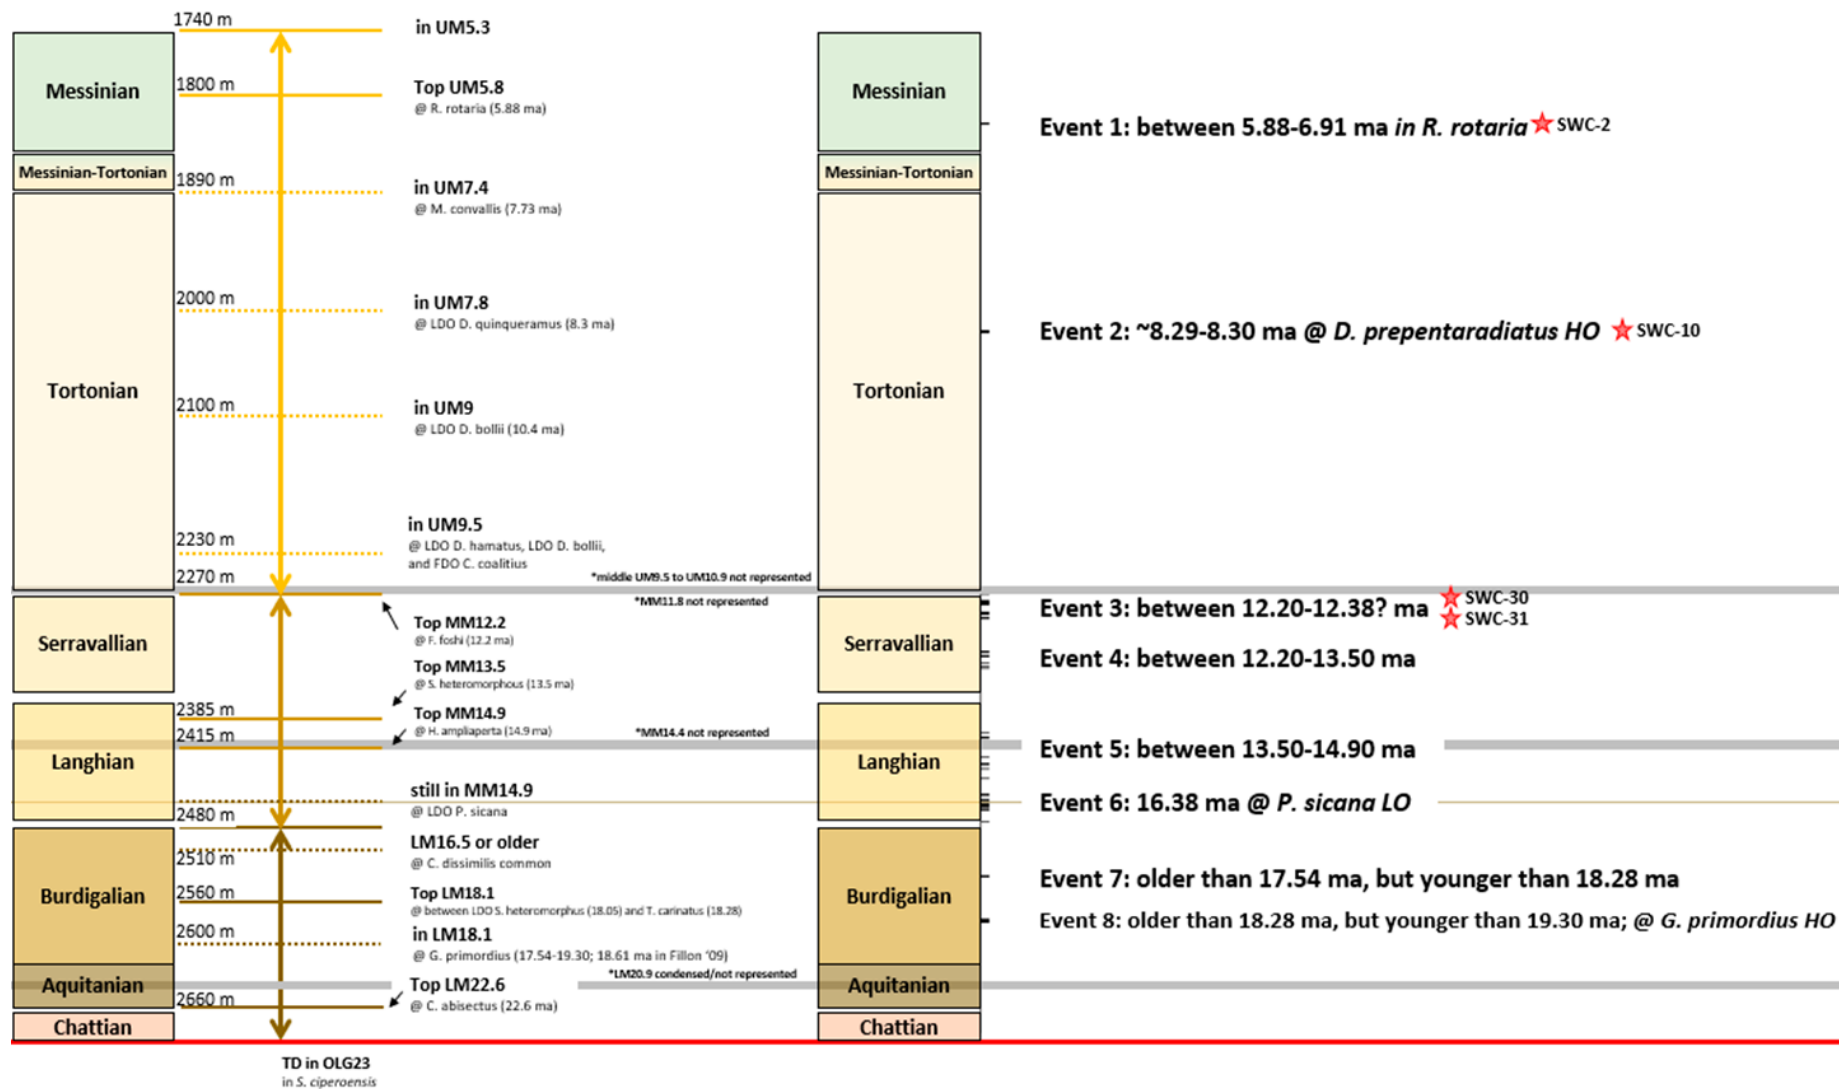 1740 m
in UM5.3
Messinian
1800 m
Top UM5.8
@ R. rotaria (5.88 ma)
Messinian-Tortonian
1890 m
in UM7.4
@ M. convallis (7.73 ma)
Tortonian
2000 m
in UM7.8
@ LDO D. quinqueramus (8.3 ma)
2100 m
in UM9
@ LDO D. bollii (10.4 ma)
2230 m
in UM9.5
@ LDO D. hamatus, LDO D. bollii,
and FDO C. coalitius
2270 m
*middle UM9.5 to UM10.9 not represented
*MM11.8 not represented
Serravallian
Top MM12.2
@ F. foshi (12.2 ma)
Top MM13.5
@ S. heteromorphous (13.5 ma)
2385 m
Top MM14.9
@ H. ampliaperta (14.9 ma)
*MM14.4 not represented
2415 m
Langhian
still in MM14.9
@ LDO P. sicana
2480 m
LM16.5 or older
@ C. dissimilis common
2510 m
Burdigalian
2560 m
Top LM18.1
@ between LDO S. heteromorphus (18.05) and T. carinatus (18.28)
2600 m
in LM18.1
@ G. primordius (17.54-19.30; 18.61 ma in Fillon '09)
*LM20.9 condensed/not represented
Aquitanian
2660 m
Top LM22.6
@ C. abisectus (22.6 ma)
Chattian
TD in OLG23
in S. ciperoensis
Messinian
Event 1: between 5.88-6.91 ma in R. rotaria
SWC-2
Messinian-Tortonian
Event 2: ~8.29-8.30 ma @ D. prepentaradiatus HO
SWC-10
Tortonian
Event 3: between 12.20-12.38? ma
SWC-30
SWC-31
Serravallian
Event 4: between 12.20-13.50 ma
Event 5: between 13.50-14.90 ma
Langhian
Event 6: 16.38 ma @ P. sicana LO
Event 7: older than 17.54 ma, but younger than 18.28 ma
Burdigalian
Event 8: older than 18.28 ma, but younger than 19.30 ma; @ G. primordius HO
Aquitanian
Chattian